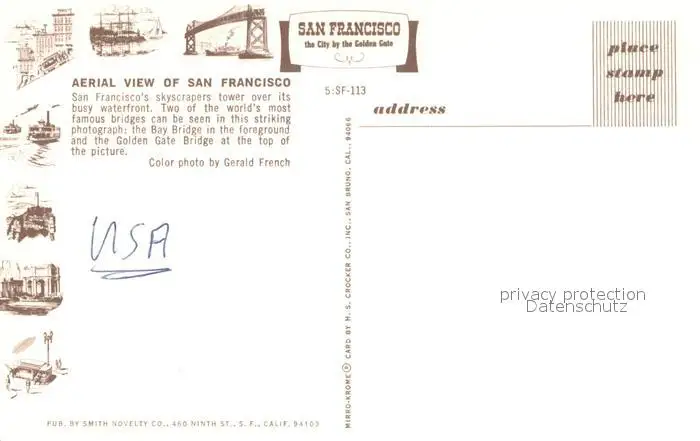 SAN FRANCISCO
the City by the Golden Gate
place
stamp
here
AERIAL VIEW OF SAN FRANCISCO
San Francisco's skyscrapers tower over its
busy waterfront. Two of the world's most
famous bridges can be seen in this striking
photograph: the Bay Bridge in the foreground
and the Golden Gate Bridge at the top of
the picture.
Color photo by Gerald French
5:SF-113
address
USA
MIRRO-KROME® CARD BY H. S. CROCKER CO., INC., SAN BRUNO, CAL., 94066
privacy protection
Datenschutz
PUB. BY SMITH NOVELTY CO., 460 NINTH ST., S. F., CALIF. 94103